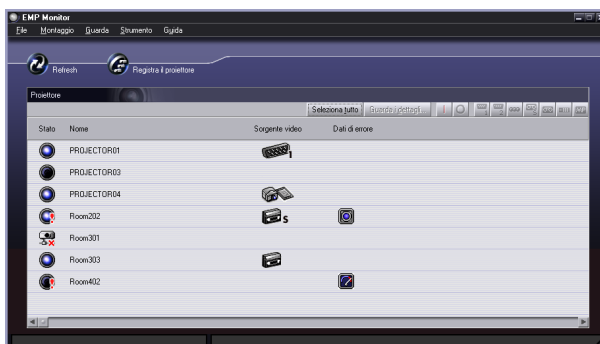 EMP Monitor
File Montaggio Guarda Strumento Guida
Refresh Registra il proiettore
Proiettore
Seleziona tutto Guarda i dettagli...
Stato Nome Sorgente video Dati di errore
PROJECTOR01 1
PROJECTOR03
PROJECTOR04
Room202 S
Room301
Room303
Room402